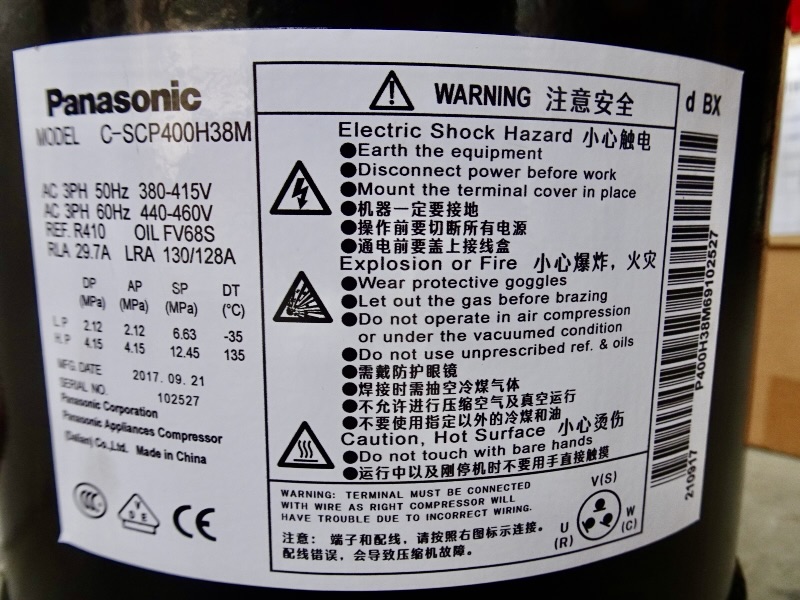 Panasonic
MODEL C-SCP400H38M
AC 3PH 50Hz 380-415V
AC 3PH 60Hz 440-460V
REF. R410 OIL FV68S
RLA 29.7A LRA 130/128A
DP AP SP DT
(MPa) (MPa) (MPa) (°C)
L.P 2.12 2.12 6.63 -35
H.P 4.15 4.15 12.45 135
MFG. DATE 2017. 09. 21
SERIAL NO. 102527
Panasonic Corporation
Panasonic Appliances Compressor
(Dalian) Co.,Ltd. Made in China
CCC
CE
WARNING 注意安全
Electric Shock Hazard 小心触电
●Earth the equipment
●Disconnect power before work
●Mount the terminal cover in place
●机器一定要接地
●操作前要切断所有电源
●通电前要盖上接线盒
Explosion or Fire 小心爆炸，火灾
●Wear protective goggles
●Let out the gas before brazing
●Do not operate in air compression
or under the vacuumed condition
●Do not use unprescribed ref. & oils
●需戴防护眼镜
●焊接时需抽空冷煤气体
●不允许进行压缩空气及真空运行
●不要使用指定以外的冷煤和油
Caution, Hot Surface 小心烫伤
●Do not touch with bare hands
●运行中以及刚停机时不要用手直接触摸
WARNING: TERMINAL MUST BE CONNECTED
WITH WIRE AS RIGHT COMPRESSOR WILL
HAVE TROUBLE DUE TO INCORRECT WIRING.
注意: 端子和配线，请按照右图标示连接。
配线错误，会导致压缩机故障。
V(S)
U
(R)
W
(C)
d BX
P400H38M69102527
210917